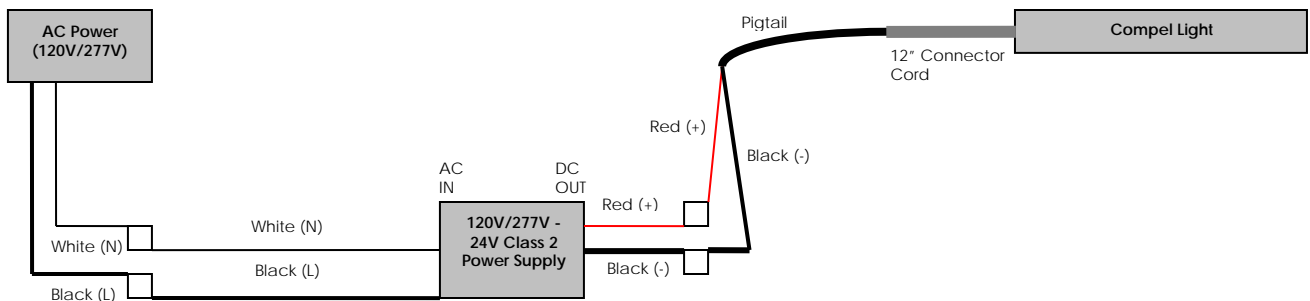 AC Power
(120V/277V)
Pigtail
Compel Light
12" Connector
Cord
Red (+)
Black (-)
AC
IN
DC
OUT
Red (+)
White (N)
120V/277V -
24V Class 2
Power Supply
White (N)
Black (L)
Black (-)
Black (L)